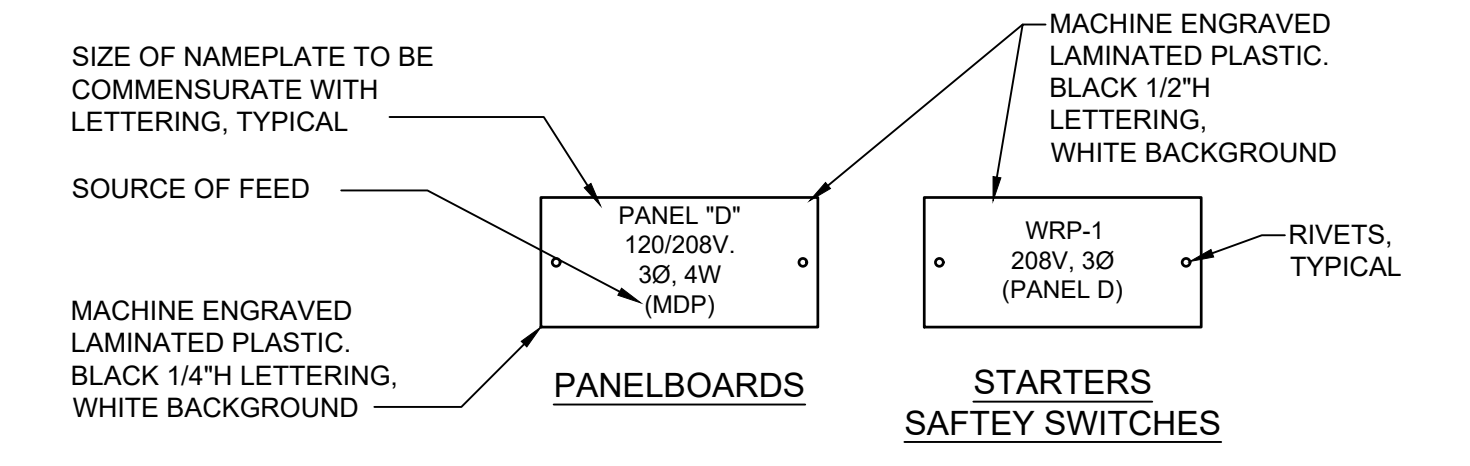 SIZE OF NAMEPLATE TO BE
COMMENSURATE WITH
LETTERING, TYPICAL
SOURCE OF FEED
MACHINE ENGRAVED
LAMINATED PLASTIC.
BLACK 1/4"H LETTERING,
WHITE BACKGROUND
PANEL "D"
120/208V.
3Ø, 4W
(MDP)
PANELBOARDS
MACHINE ENGRAVED
LAMINATED PLASTIC.
BLACK 1/2"H
LETTERING,
WHITE BACKGROUND
WRP-1
208V, 3Ø
(PANEL D)
RIVETS,
TYPICAL
STARTERS
SAFTEY SWITCHES